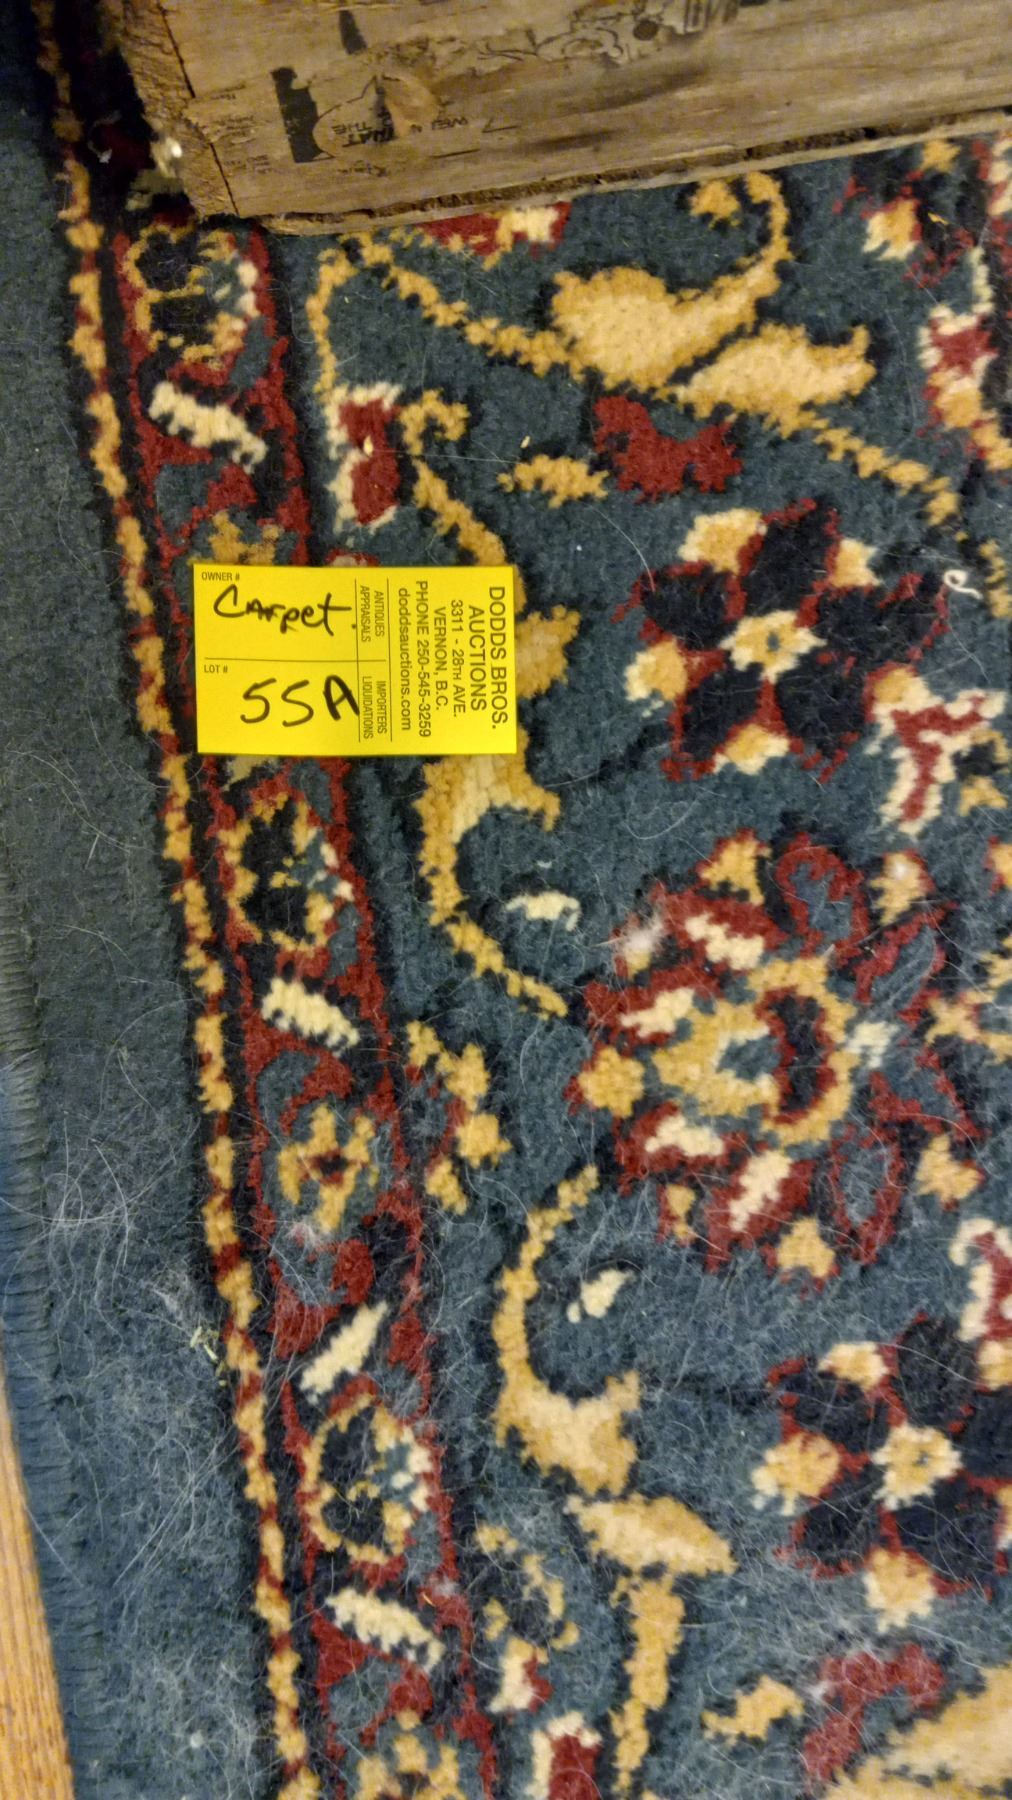 DODDS BROS.
AUCTIONS
3311 - 28TH AVE.
VERNON, B.C.
PHONE 250-545-3259
doddsauctions.com
ANTIQUES
APPRAISALS
IMPORTERS
LIQUIDATIONS
OWNER #
Carpet.
LOT #
55A